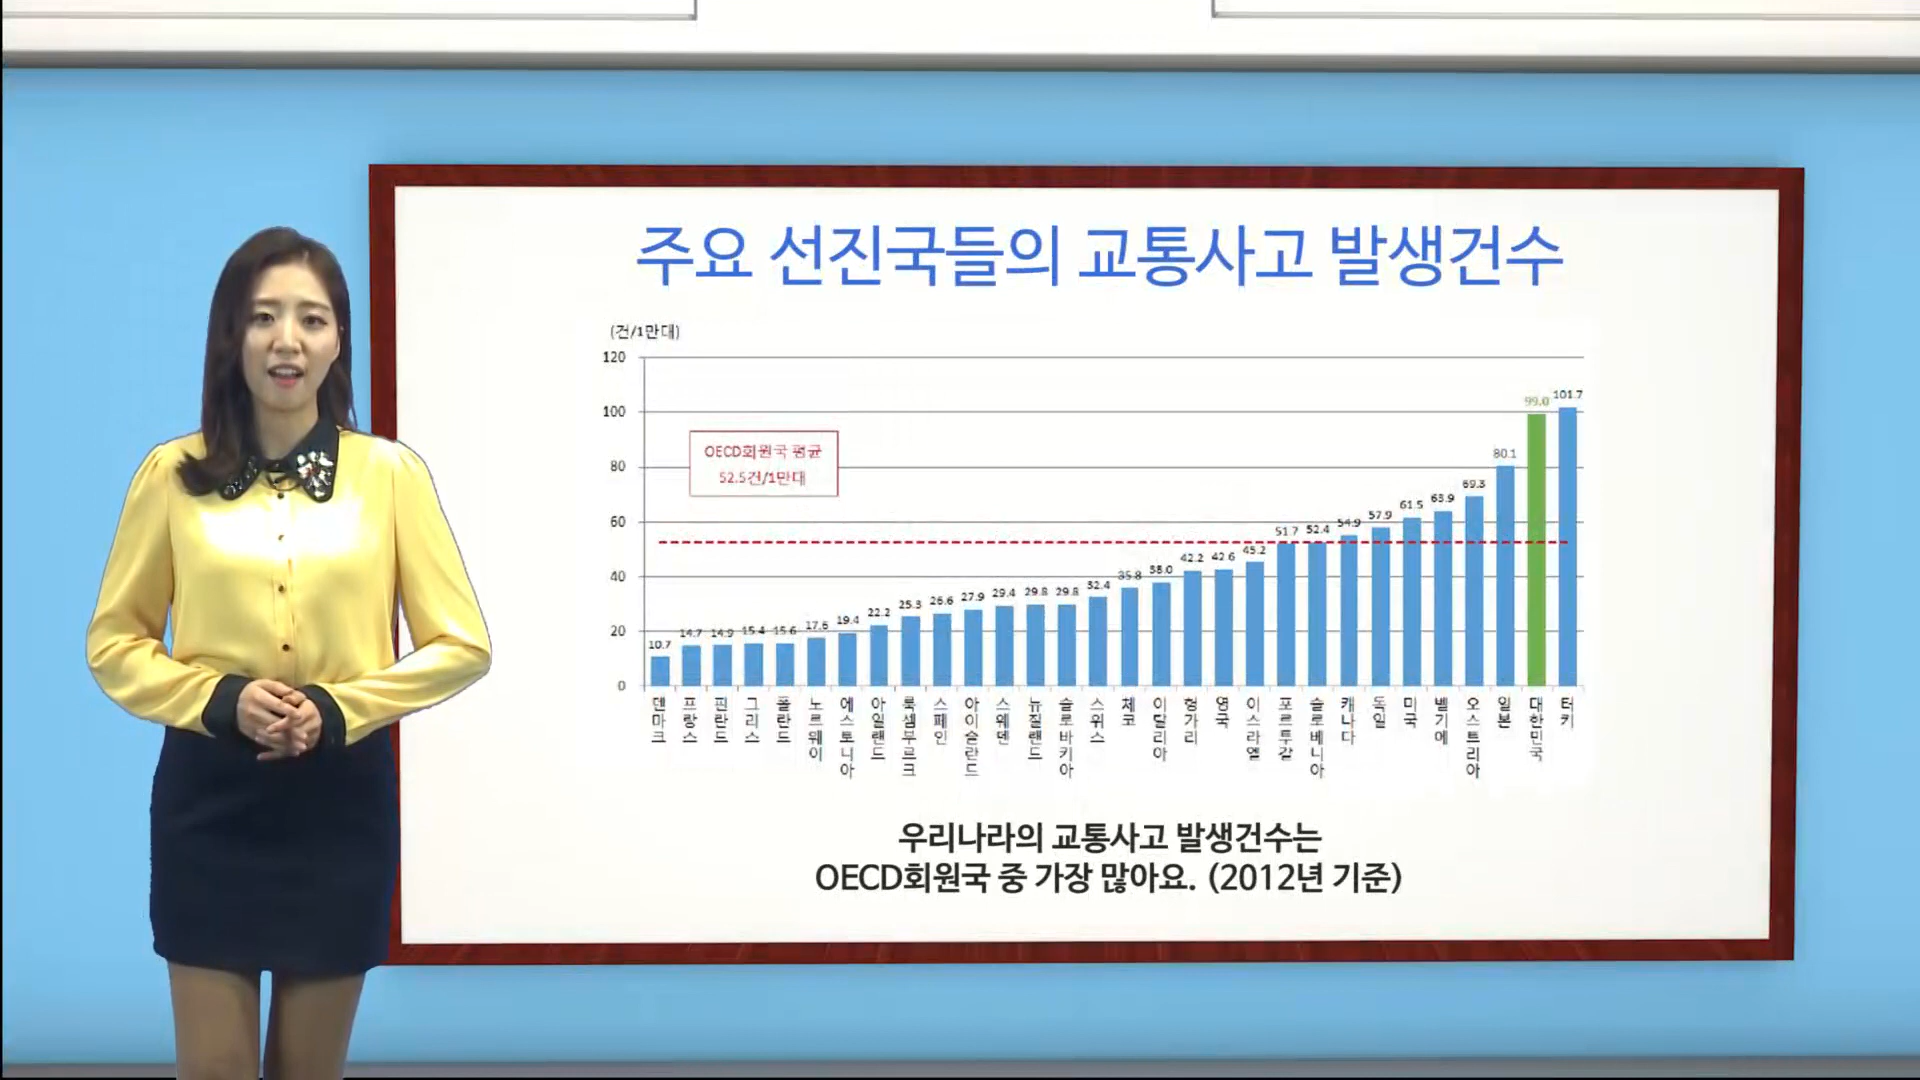 주요 선진국들의 교통사고 발생건수
(건/1만대)
120
100
80
60
40
20
0
OECD회원국 평균
52.5건/1만대
10.7
14.7
14.9
15.4
15.6
17.6
19.4
22.2
25.3
26.6
27.9
29.4
29.8
29.8
32.4
35.8
38.0
42.2
42.6
45.2
51.7
52.4
54.9
57.9
61.5
63.9
69.3
80.1
99.0
101.7
덴마크
프랑스
핀란드
그리스
폴란드
노르웨이
에스토니아
아일랜드
룩셈부르크
스페인
아이슬란드
스웨덴
뉴질랜드
슬로바키아
스위스
체코
이탈리아
헝가리
영국
이스라엘
포르투갈
슬로베니아
캐나다
독일
미국
벨기에
오스트리아
일본
대한민국
터키
우리나라의 교통사고 발생건수는
OECD회원국 중 가장 많아요. (2012년 기준)